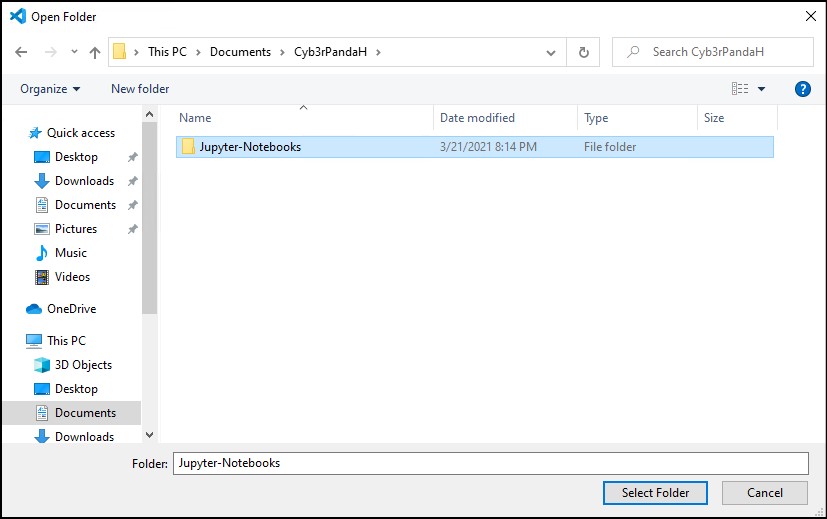 Open Folder
This PC > Documents > Cyb3rPandaH >
Search Cyb3rPandaH
Organize
New folder
Name
Date modified
Type
Size
Quick access
Desktop
Downloads
Documents
Pictures
Music
Videos
OneDrive
This PC
3D Objects
Desktop
Documents
Downloads
Jupyter-Notebooks 3/21/2021 8:14 PM File folder
Folder: Jupyter-Notebooks
Select Folder
Cancel